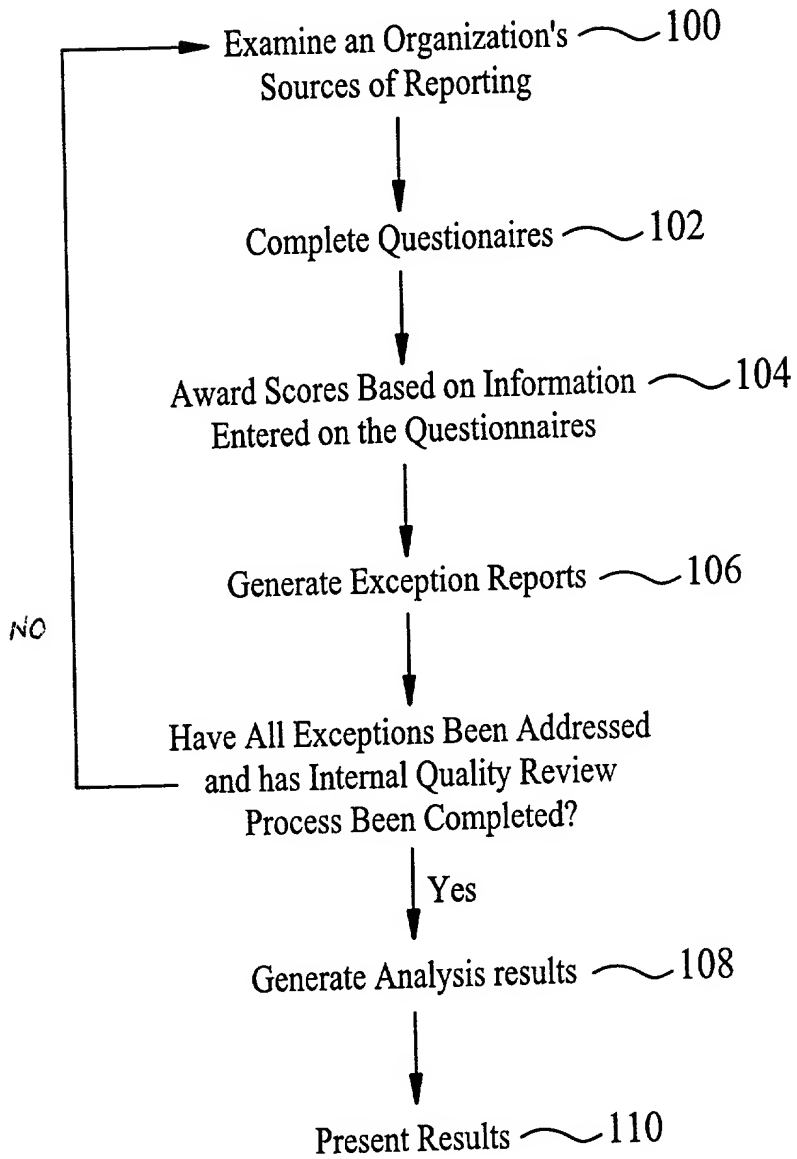 Examine an Organization's 100
Sources of Reporting
Complete Questionaires 102
Award Scores Based on Information 104
Entered on the Questionnaires
Generate Exception Reports 106
NO
Have All Exceptions Been Addressed
and has Internal Quality Review
Process Been Completed?
Yes
Generate Analysis results 108
Present Results 110